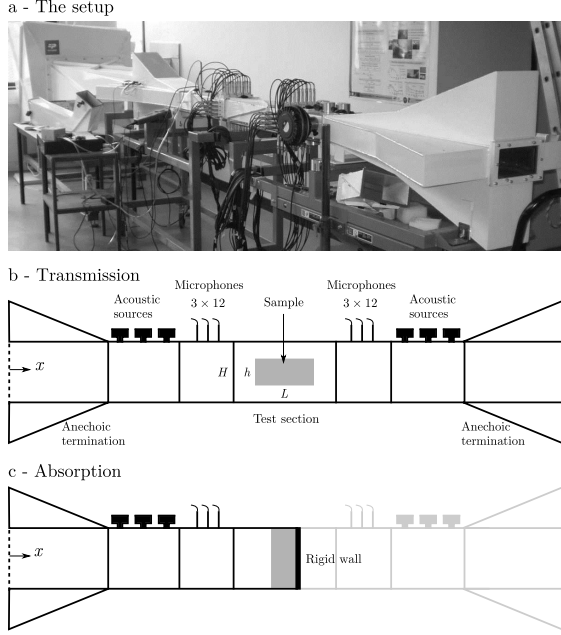 a - The setup
b - Transmission
Microphones
3 × 12
Sample
Microphones
3 × 12
Acoustic
sources
Acoustic
sources
x
H
h
L
Test section
Anechoic
termination
Anechoic
termination
c - Absorption
x
Rigid wall